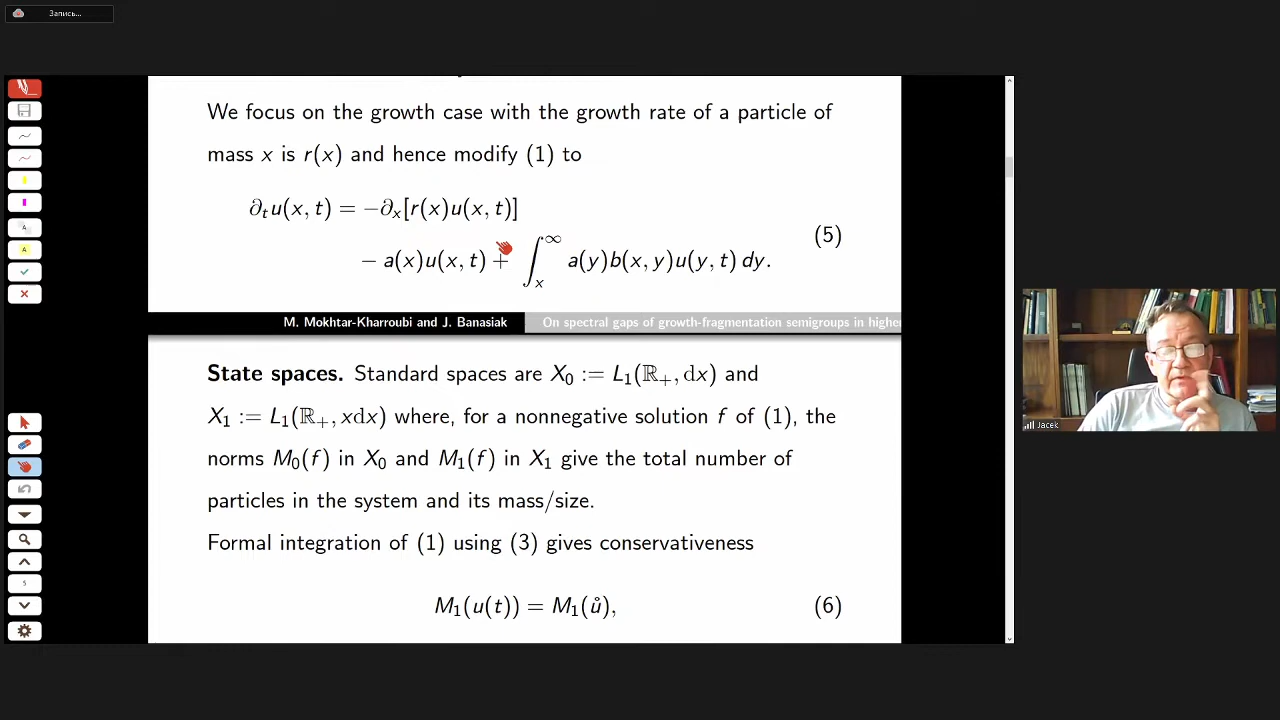 Запись...
We focus on the growth case with the growth rate of a particle of
mass x is r(x) and hence modify (1) to
∂ₜu(x, t) = −∂ₓ[r(x)u(x, t)]
− a(x)u(x, t) + ∫ₓ^∞ a(y)b(x, y)u(y, t) dy.
(5)
M. Mokhtar-Kharroubi and J. Banasiak On spectral gaps of growth-fragmentation semigroups in highe
State spaces. Standard spaces are X₀ := L₁(ℝ₊, dx) and
X₁ := L₁(ℝ₊, xdx) where, for a nonnegative solution f of (1), the
norms M₀(f) in X₀ and M₁(f) in X₁ give the total number of
particles in the system and its mass/size.
Formal integration of (1) using (3) gives conservativeness
M₁(u(t)) = M₁(ů), (6)
Jacek
A
A
5